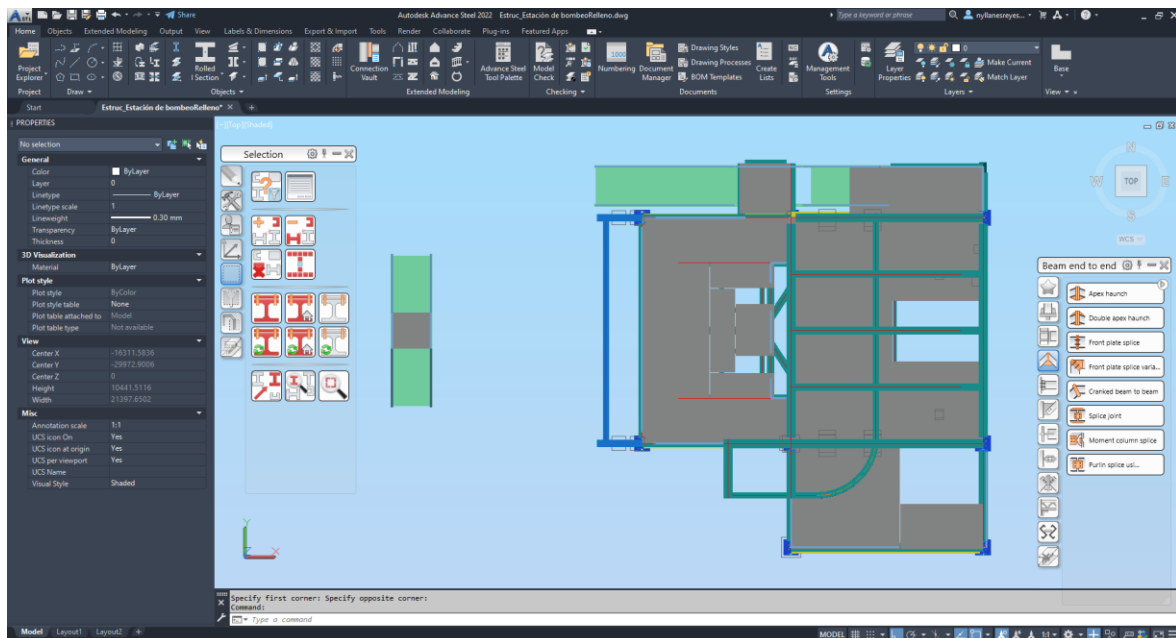 Share
Autodesk Advance Steel 2022 Estruc_Estación de bombeoRelleno.dwg
Type a keyword or phrase
nyllanesreyes...
Home Objects Extended Modeling Output View Labels & Dimensions Export & Import Tools Render Collaborate Plug-ins Featured Apps
Project Explorer
Rolled I Section
Connection Vault
Advance Steel Tool Palette
Model Check
Numbering
Document Manager
Drawing Styles
Drawing Processes
BOM Templates
Create Lists
Management Tools
Layer Properties
0
Make Current
Match Layer
Base
Project Draw Objects Extended Modeling Checking Documents Settings Layers View
Start Estruc_Estación de bombeoRelleno*
PROPERTIES
[-][Top][Shaded]
No selection
General
Color ByLayer
Layer 0
Linetype ByLayer
Linetype scale 1
Lineweight 0.30 mm
Transparency ByLayer
Thickness 0
3D Visualization
Material ByLayer
Plot style
Plot style ByColor
Plot style table None
Plot table attached to Model
Plot table type Not available
View
Center X -16311.5836
Center Y -29972.9006
Center Z 0
Height 10441.5116
Width 21397.6502
Misc
Annotation scale 1:1
UCS icon On Yes
UCS icon at origin Yes
UCS per viewport Yes
UCS Name
Visual Style Shaded
Selection
N
W TOP E
S
WCS
Beam end to end
Apex haunch
Double apex haunch
Front plate splice
Front plate splice varia...
Cranked beam to beam
Splice joint
Moment column splice
Purlin splice usi...
Y
X
Specify first corner: Specify opposite corner:
Command:
Type a command
Model Layout1 Layout2 +
MODEL 1:1